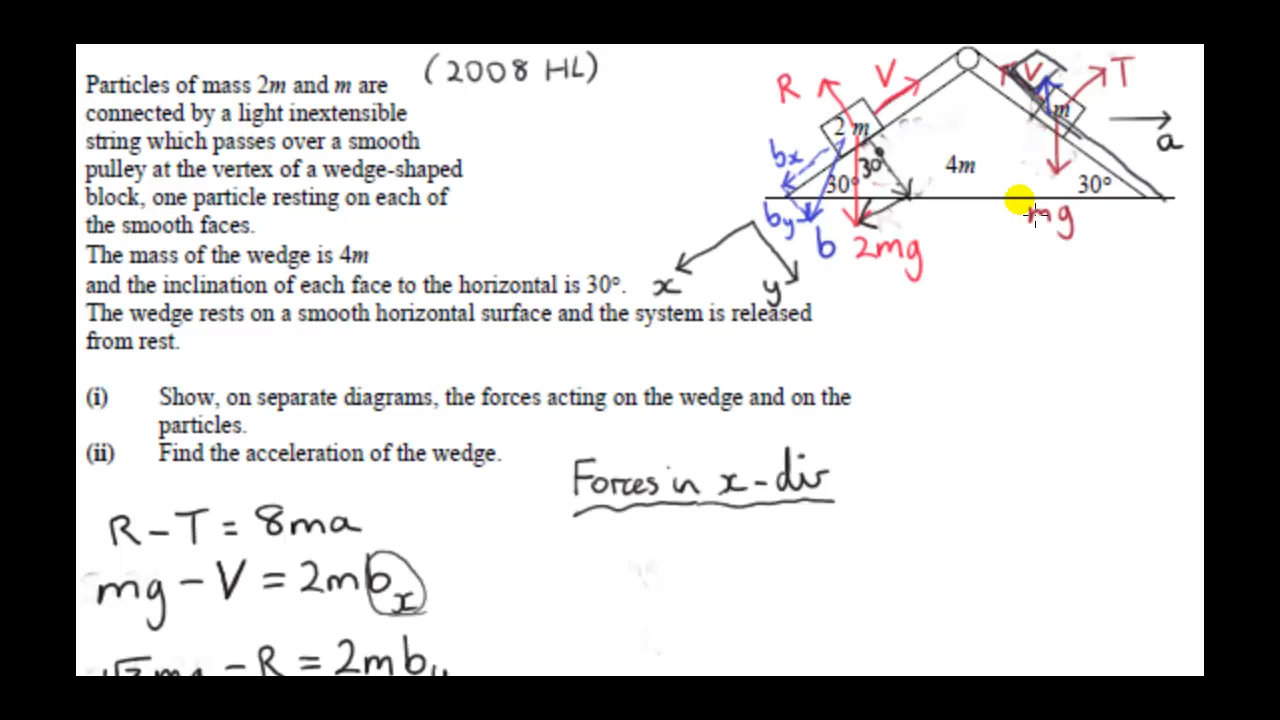 (2008 HL)
Particles of mass 2m and m are
connected by a light inextensible
string which passes over a smooth
pulley at the vertex of a wedge-shaped
block, one particle resting on each of
the smooth faces.
The mass of the wedge is 4m
and the inclination of each face to the horizontal is 30°.
The wedge rests on a smooth horizontal surface and the system is released
from rest.
R
V
2 m
bx
30°
30°
by
b
2mg
x
y
4m
V
T
m
a
30°
mg
(i) Show, on separate diagrams, the forces acting on the wedge and on the
particles.
(ii) Find the acceleration of the wedge.
Forces in x-dir
R - T = 8ma
mg - V = 2mbx
- R = 2mb